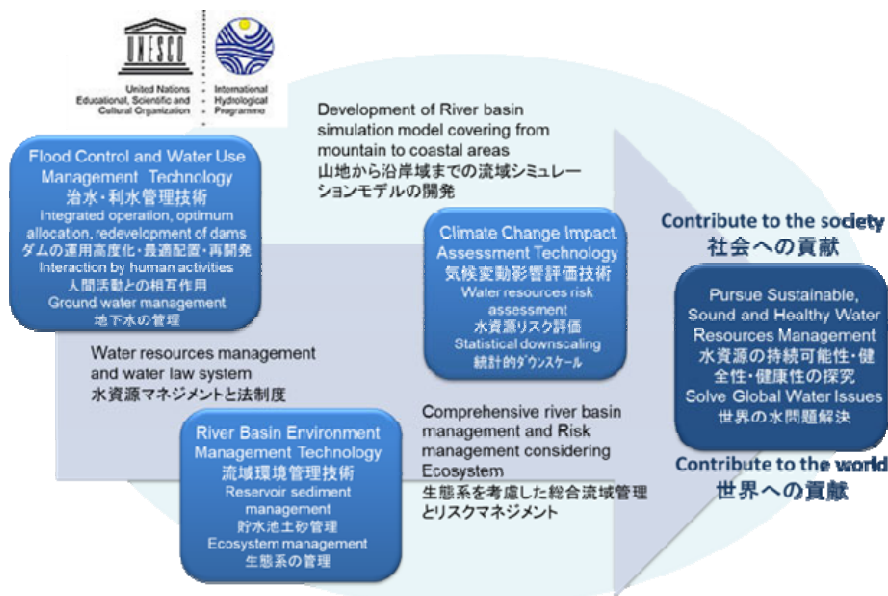 UNESCO
United Nations
Educational, Scientific and
Cultural Organization
International
Hydrological
Programme
Development of River basin
simulation model covering from
mountain to coastal areas
山地から沿岸域までの流域シミュレー
ションモデルの開発
Flood Control and Water Use
Management Technology
治水・利水管理技術
Integrated operation, optimum
allocation, redevelopment of dams
ダムの運用高度化・最適配置・再開発
Interaction by human activities
人間活動との相互作用
Ground water management
地下水の管理
Climate Change Impact
Assessment Technology
気候変動影響評価技術
Water resources risk
assessment
水資源リスク評価
Statistical downscaling
統計的ダウンスケール
Contribute to the society
社会への貢献
Pursue Sustainable,
Sound and Healthy Water
Resources Management
水資源の持続可能性・健
全性・健康性の探究
Solve Global Water Issues
世界の水問題解決
Contribute to the world
世界への貢献
Water resources management
and water law system
水資源マネジメントと法制度
River Basin Environment
Management Technology
流域環境管理技術
Reservoir sediment
management
貯水池土砂管理
Ecosystem management
生態系の管理
Comprehensive river basin
management and Risk
management considering
Ecosystem
生態系を考慮した総合流域管理
とリスクマネジメント